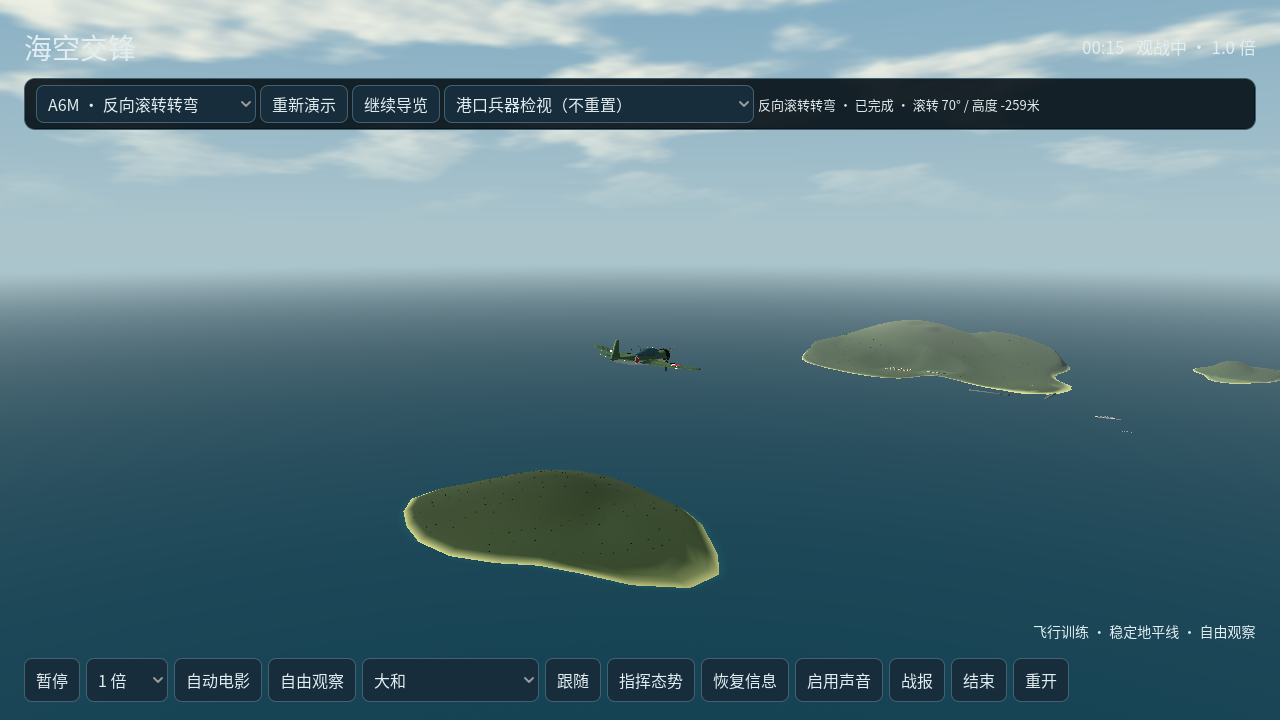 海空交锋
00:15 观战中 · 1.0 倍
A6M · 反向滚转转弯
重新演示
继续导览
港口兵器检视（不重置）
反向滚转转弯 · 已完成 · 滚转 70° / 高度 -259米
飞行训练 · 稳定地平线 · 自由观察
暂停
1 倍
自动电影
自由观察
大和
跟随
指挥态势
恢复信息
启用声音
战报
结束
重开